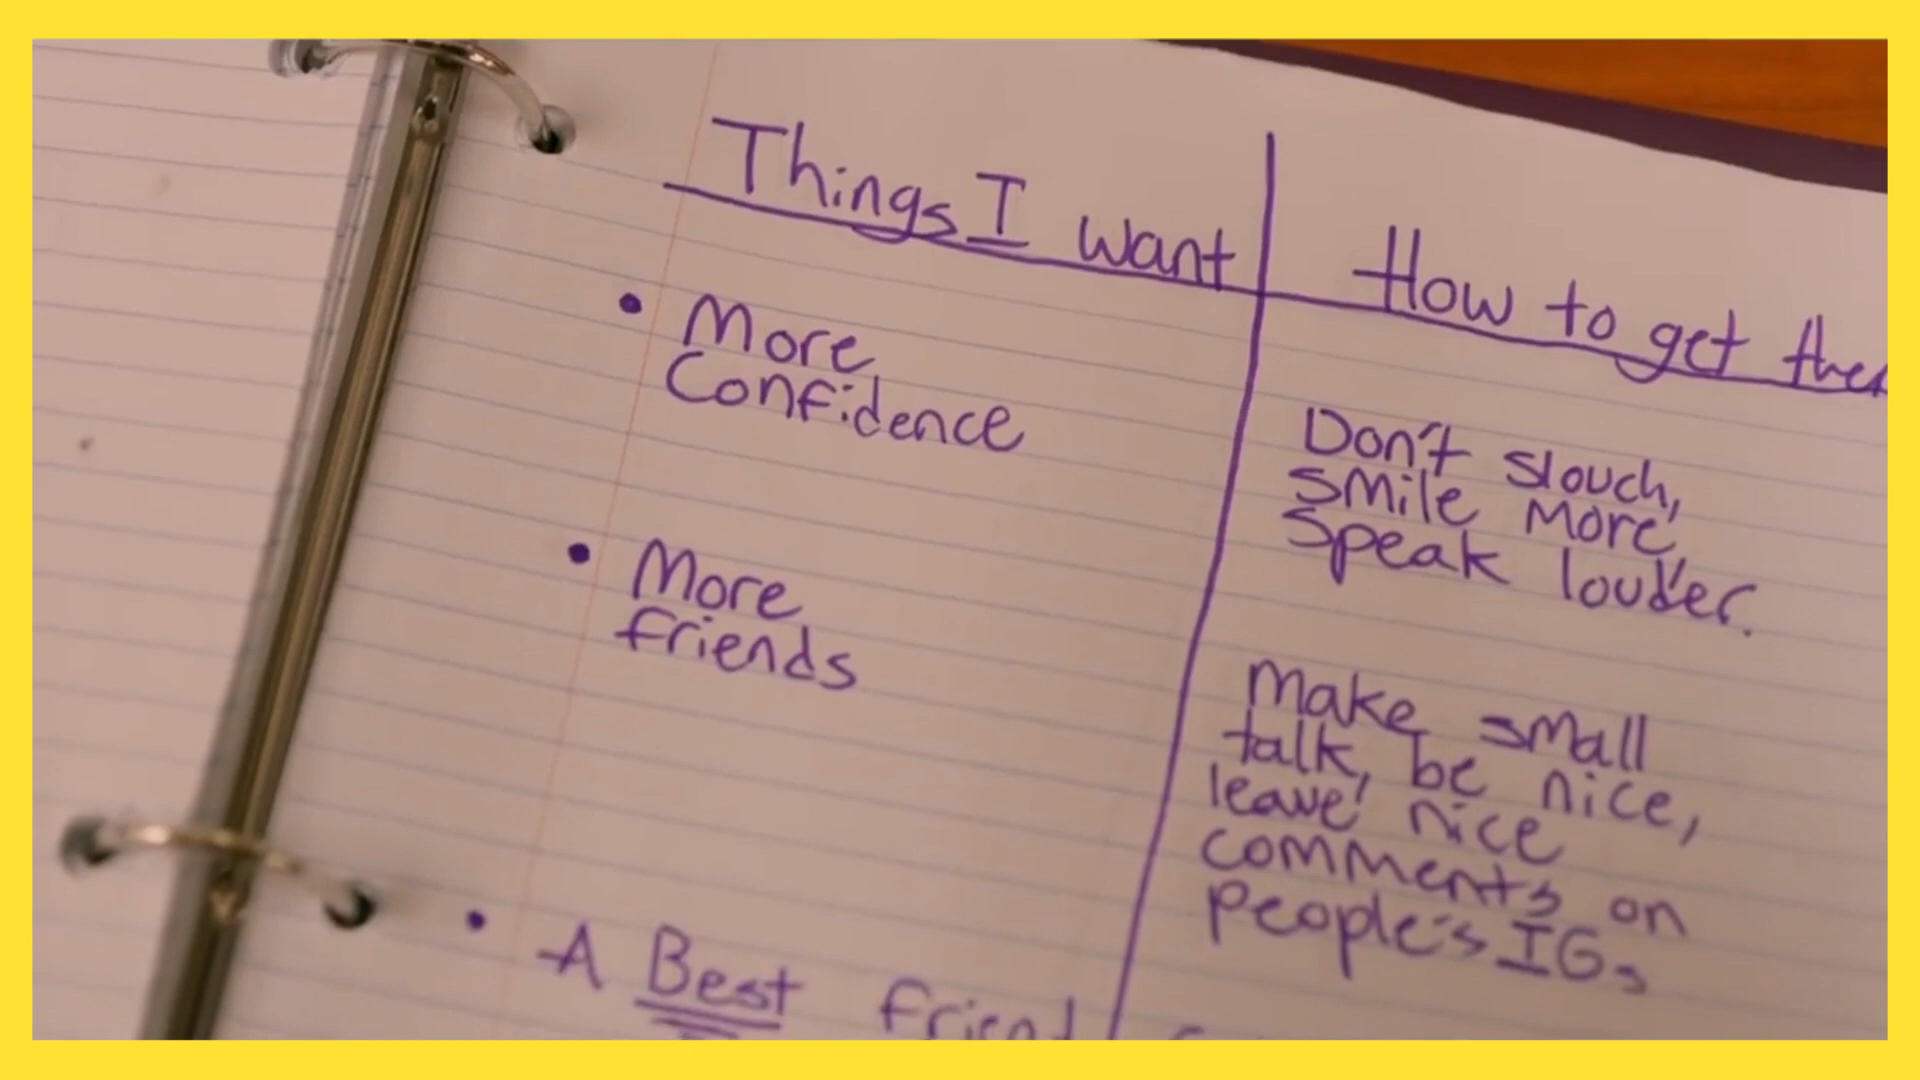 Things I want
How to get them
• More
Confidence
Don't slouch,
smile more,
speak louder.
• More
friends
Make small
talk, be nice,
leave nice
comments on
people's IGs
• A Best friend